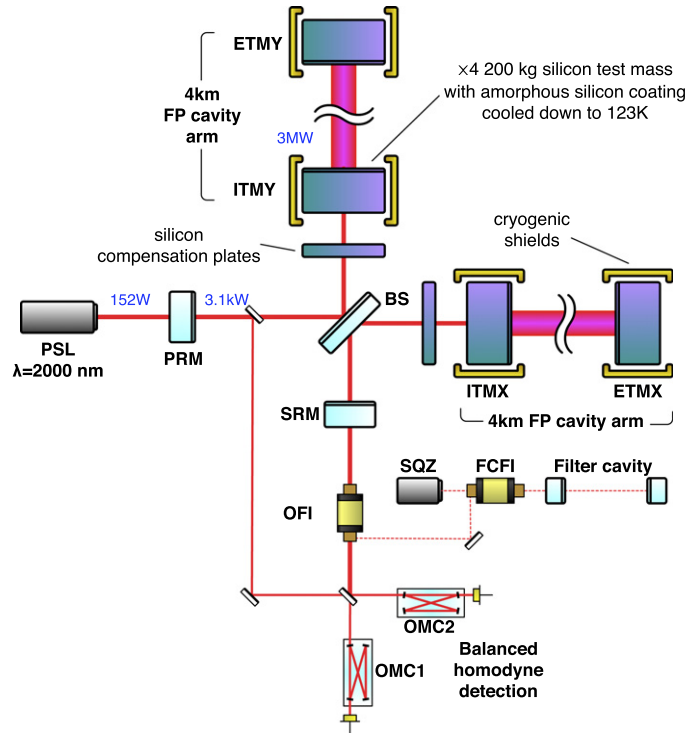 ETMY
4km
FP cavity
arm
×4 200 kg silicon test mass
with amorphous silicon coating
cooled down to 123K
3MW
ITMY
silicon
compensation plates
cryogenic
shields
152W
3.1kW
BS
PSL
λ=2000 nm
PRM
ITMX
ETMX
4km FP cavity arm
SRM
SQZ
FCFI
Filter cavity
OFI
OMC2
OMC1
Balanced
homodyne
detection